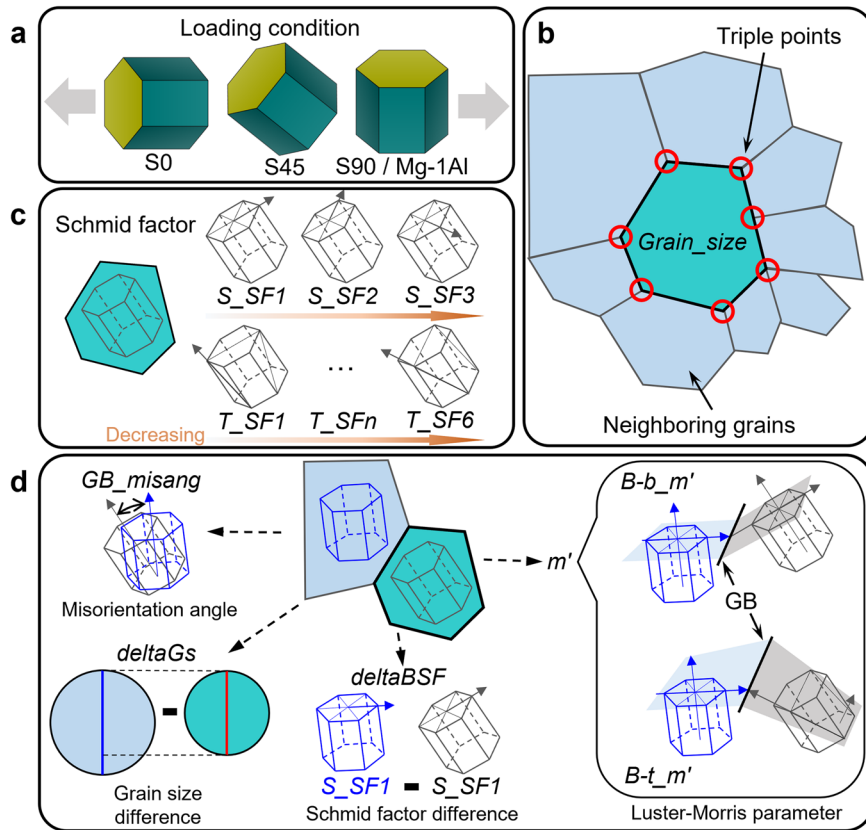 a
Loading condition
S0
S45
S90 / Mg-1Al
b
Triple points
Grain_size
Neighboring grains
c
Schmid factor
S_SF1
S_SF2
S_SF3
T_SF1
...
T_SFn
T_SF6
Decreasing
d
GB_misang
Misorientation angle
m'
B-b_m'
GB
B-t_m'
Luster-Morris parameter
deltaGs
Grain size
difference
deltaBSF
S_SF1 - S_SF1
Schmid factor difference